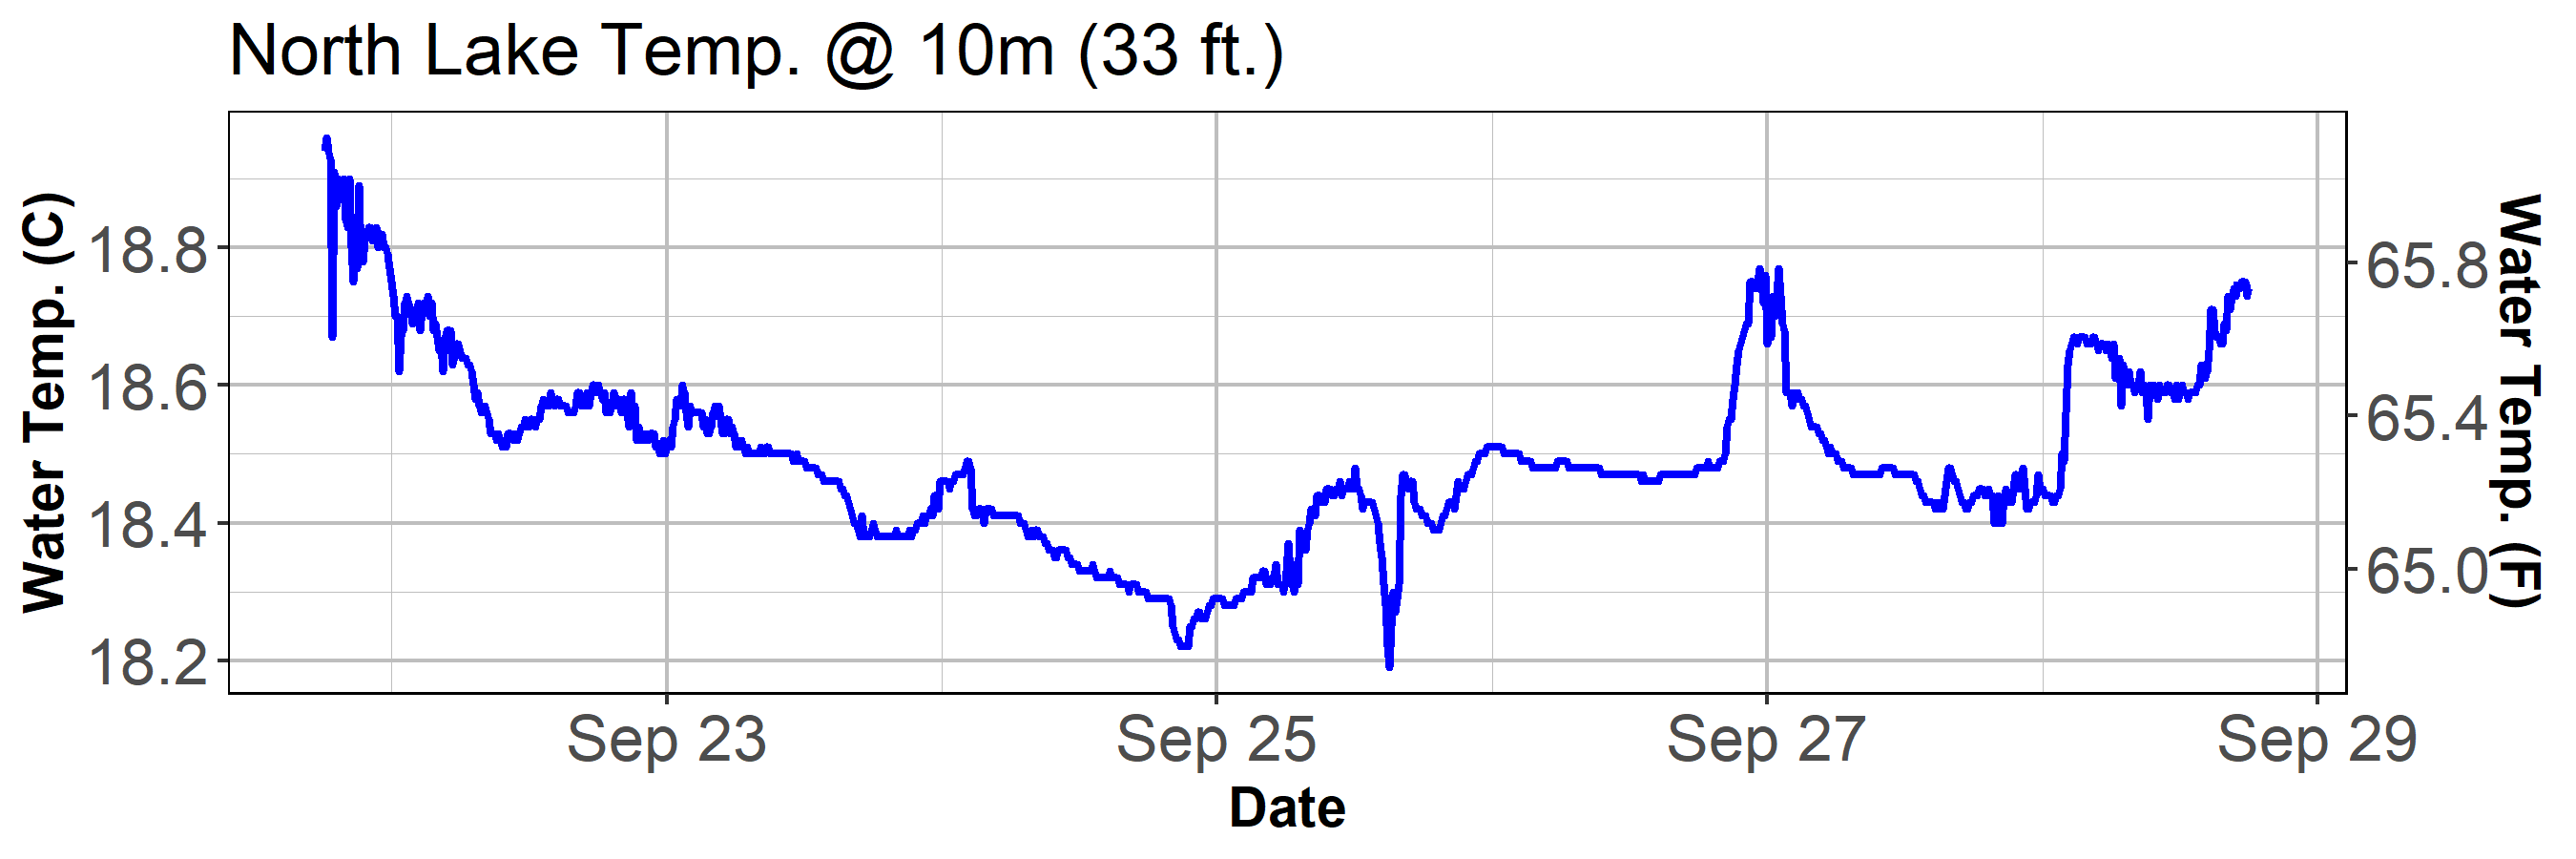 North Lake Temp. @ 10m (33 ft.)
Water Temp. (C)
18.8
18.6
18.4
18.2
65.8
65.4
65.0
Water Temp. (F)
Sep 23
Sep 25
Sep 27
Sep 29
Date